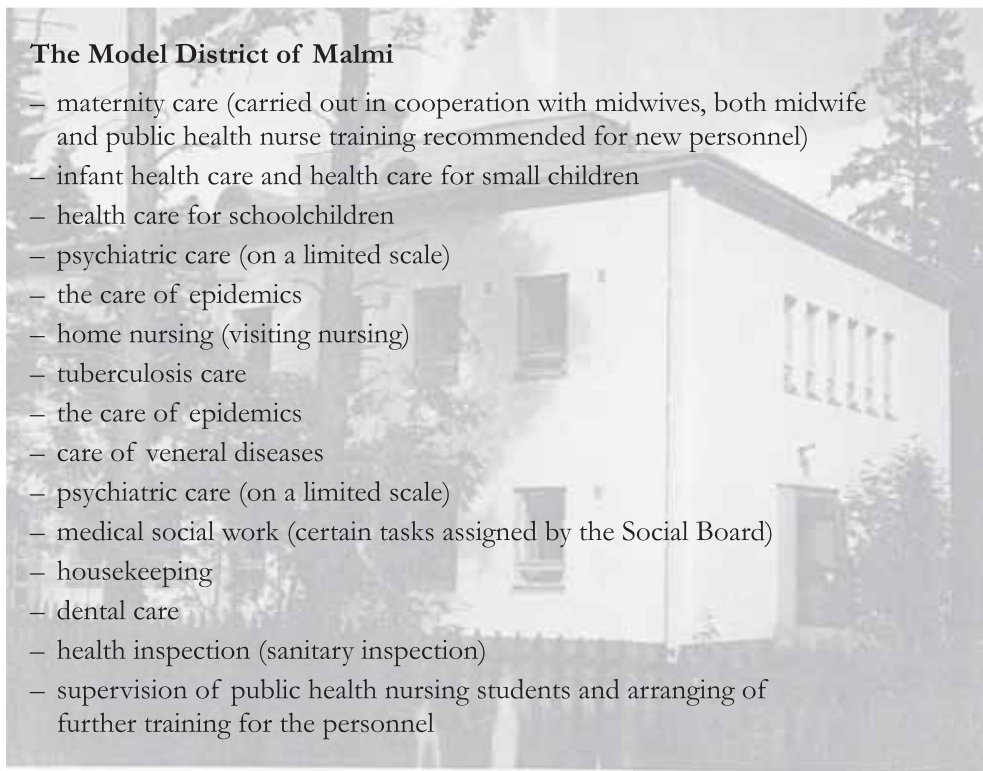 The Model District of Malmi
– maternity care (carried out in cooperation with midwives, both midwife
and public health nurse training recommended for new personnel)
– infant health care and health care for small children
– health care for schoolchildren
– psychiatric care (on a limited scale)
– the care of epidemics
– home nursing (visiting nursing)
– tuberculosis care
– the care of epidemics
– care of veneral diseases
– psychiatric care (on a limited scale)
– medical social work (certain tasks assigned by the Social Board)
– housekeeping
– dental care
– health inspection (sanitary inspection)
– supervision of public health nursing students and arranging of
further training for the personnel